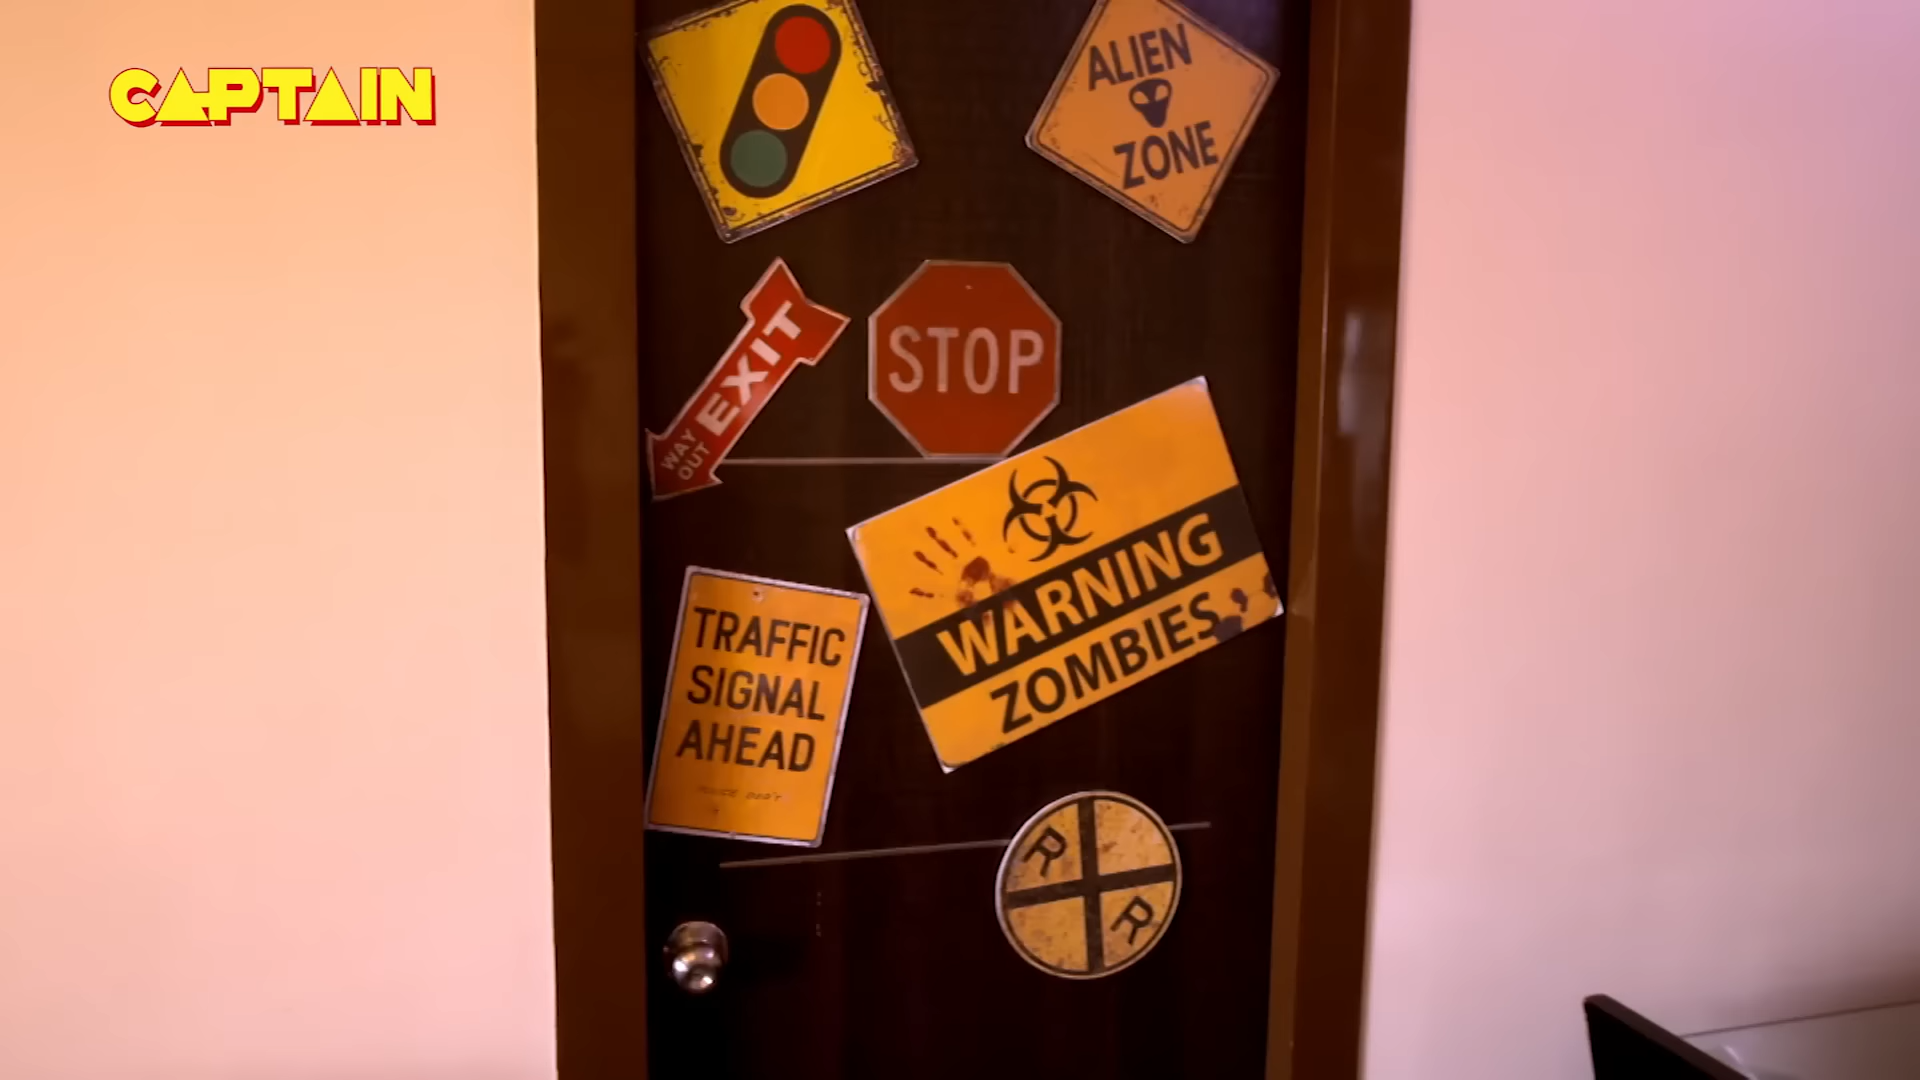 CAPTAIN
ALIEN
ZONE
EXIT
WAY
OUT
STOP
WARNING
ZOMBIES
TRAFFIC
SIGNAL
AHEAD
R
R